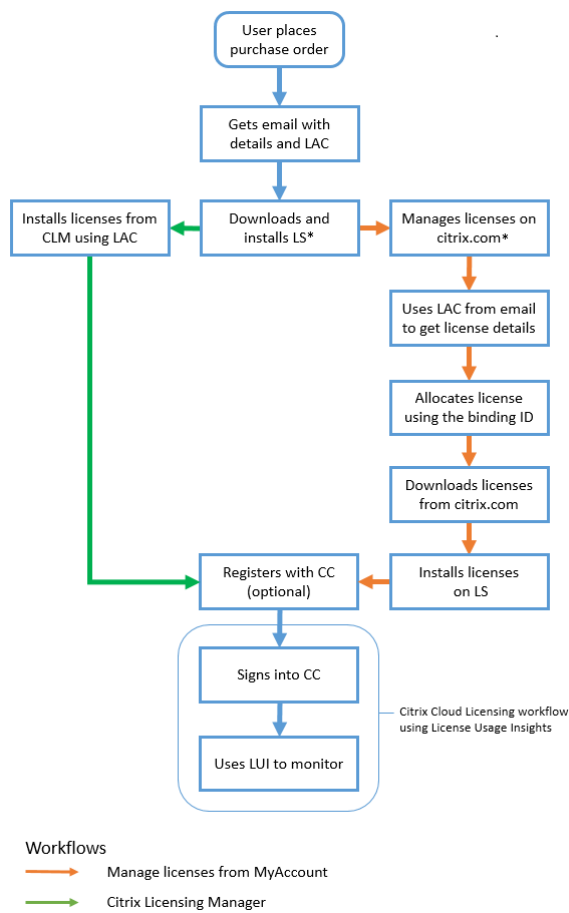 User places
purchase order
Gets email with
details and LAC
Installs licenses from
CLM using LAC
Downloads and
installs LS*
Manages licenses on
citrix.com*
Uses LAC from email
to get license details
Allocates license
using the binding ID
Downloads licenses
from citrix.com
Registers with CC
(optional)
Installs licenses
on LS
Signs into CC
Citrix Cloud Licensing workflow
using License Usage Insights
Uses LUI to monitor
Workflows
Manage licenses from MyAccount
Citrix Licensing Manager